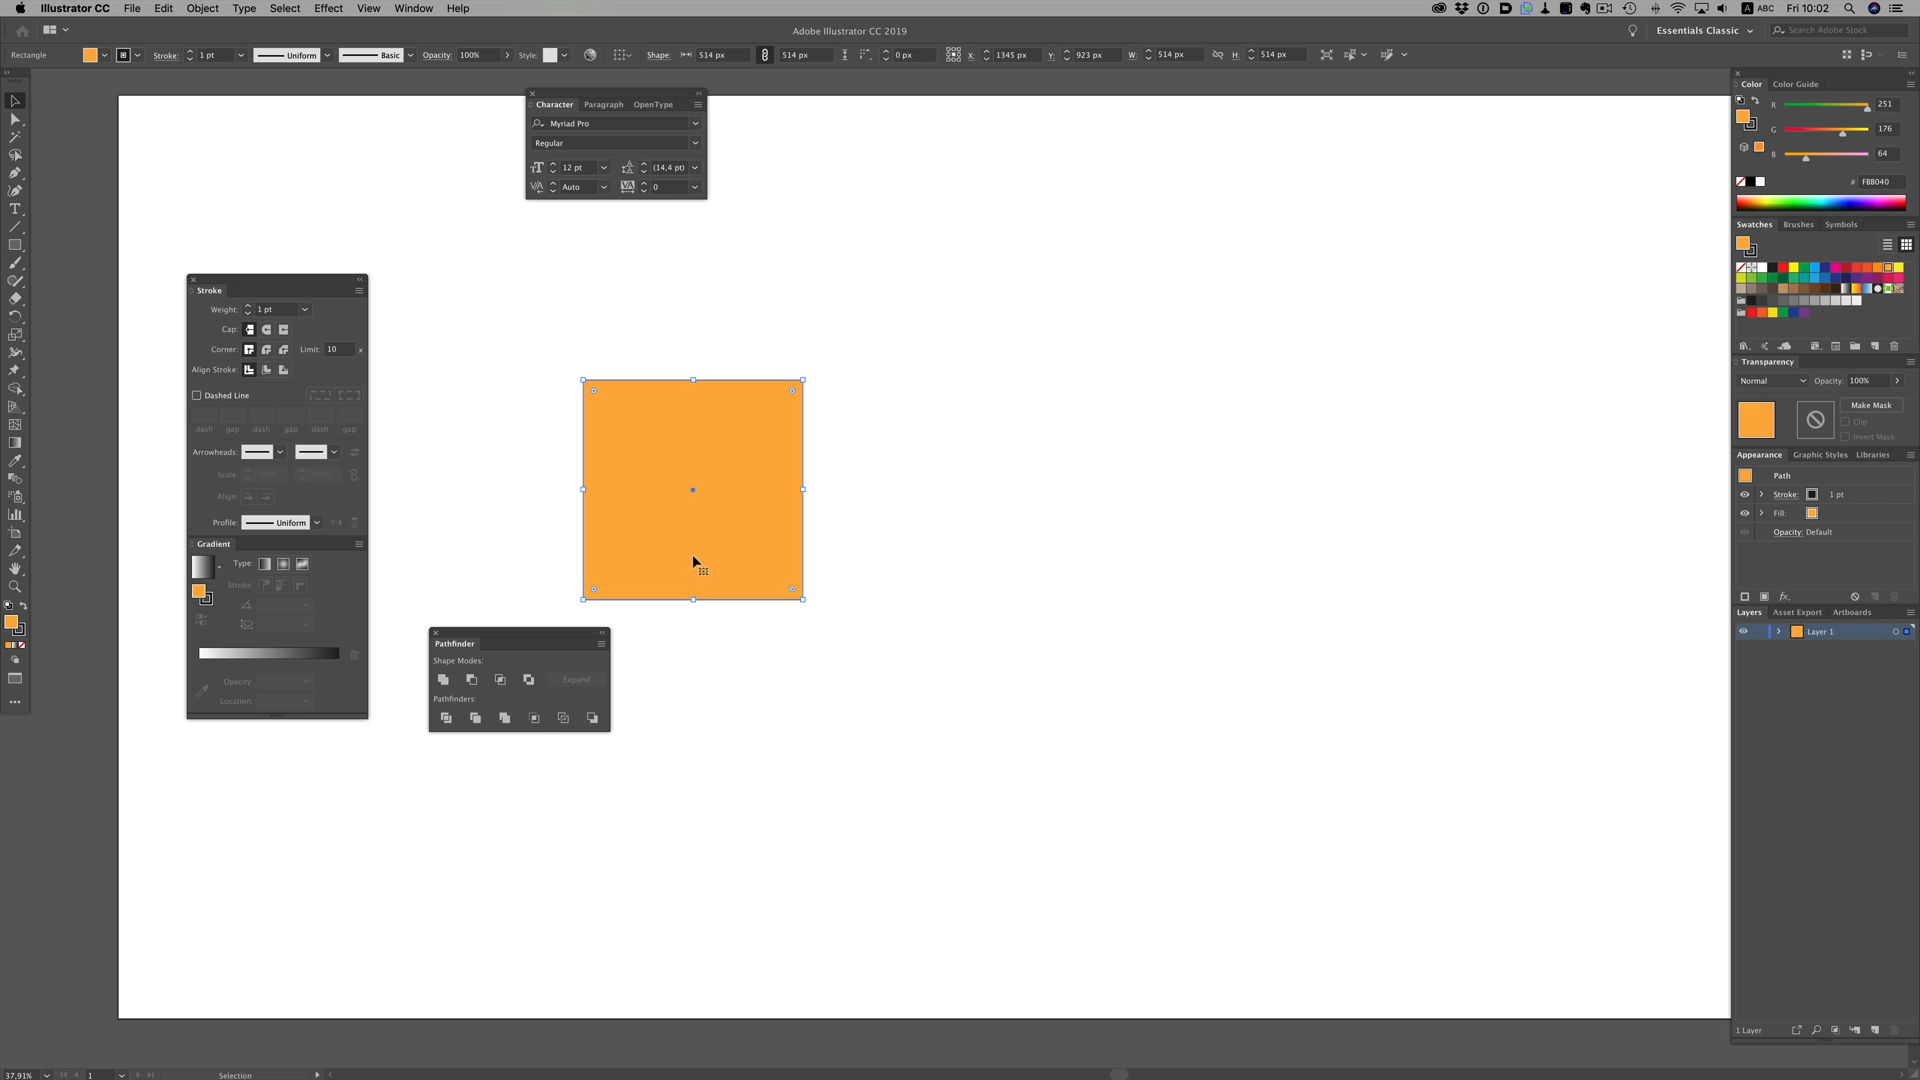 Illustrator CC File Edit Object Type Select Effect View Window Help
A ABC Fri 10:02
Adobe Illustrator CC 2019
Essentials Classic
Search Adobe Stock
Rectangle Stroke: 1 pt Uniform Basic Opacity: 100% Style: Shape: 514 px 514 px 0 px X: 1345 px Y: 923 px W: 514 px H: 514 px
Character Paragraph OpenType
Myriad Pro
Regular
12 pt (14,4 pt)
Auto 0
Stroke
Weight: 1 pt
Cap:
Corner: Limit: 10 x
Align Stroke:
Dashed Line
dash gap dash gap dash gap
Arrowheads:
Scale: 100% 100%
Align:
Profile: Uniform
Gradient
Type:
Stroke:
Opacity:
Location:
Pathfinder
Shape Modes:
Expand
Pathfinders:
Color Color Guide
R 251
G 176
B 64
# FBB040
Swatches Brushes Symbols
Transparency
Normal Opacity: 100%
Make Mask
Clip
Invert Mask
Appearance Graphic Styles Libraries
Path
Stroke: 1 pt
Fill:
Opacity: Default
fx
Layers Asset Export Artboards
Layer 1
1 Layer
37,91% 1 Selection